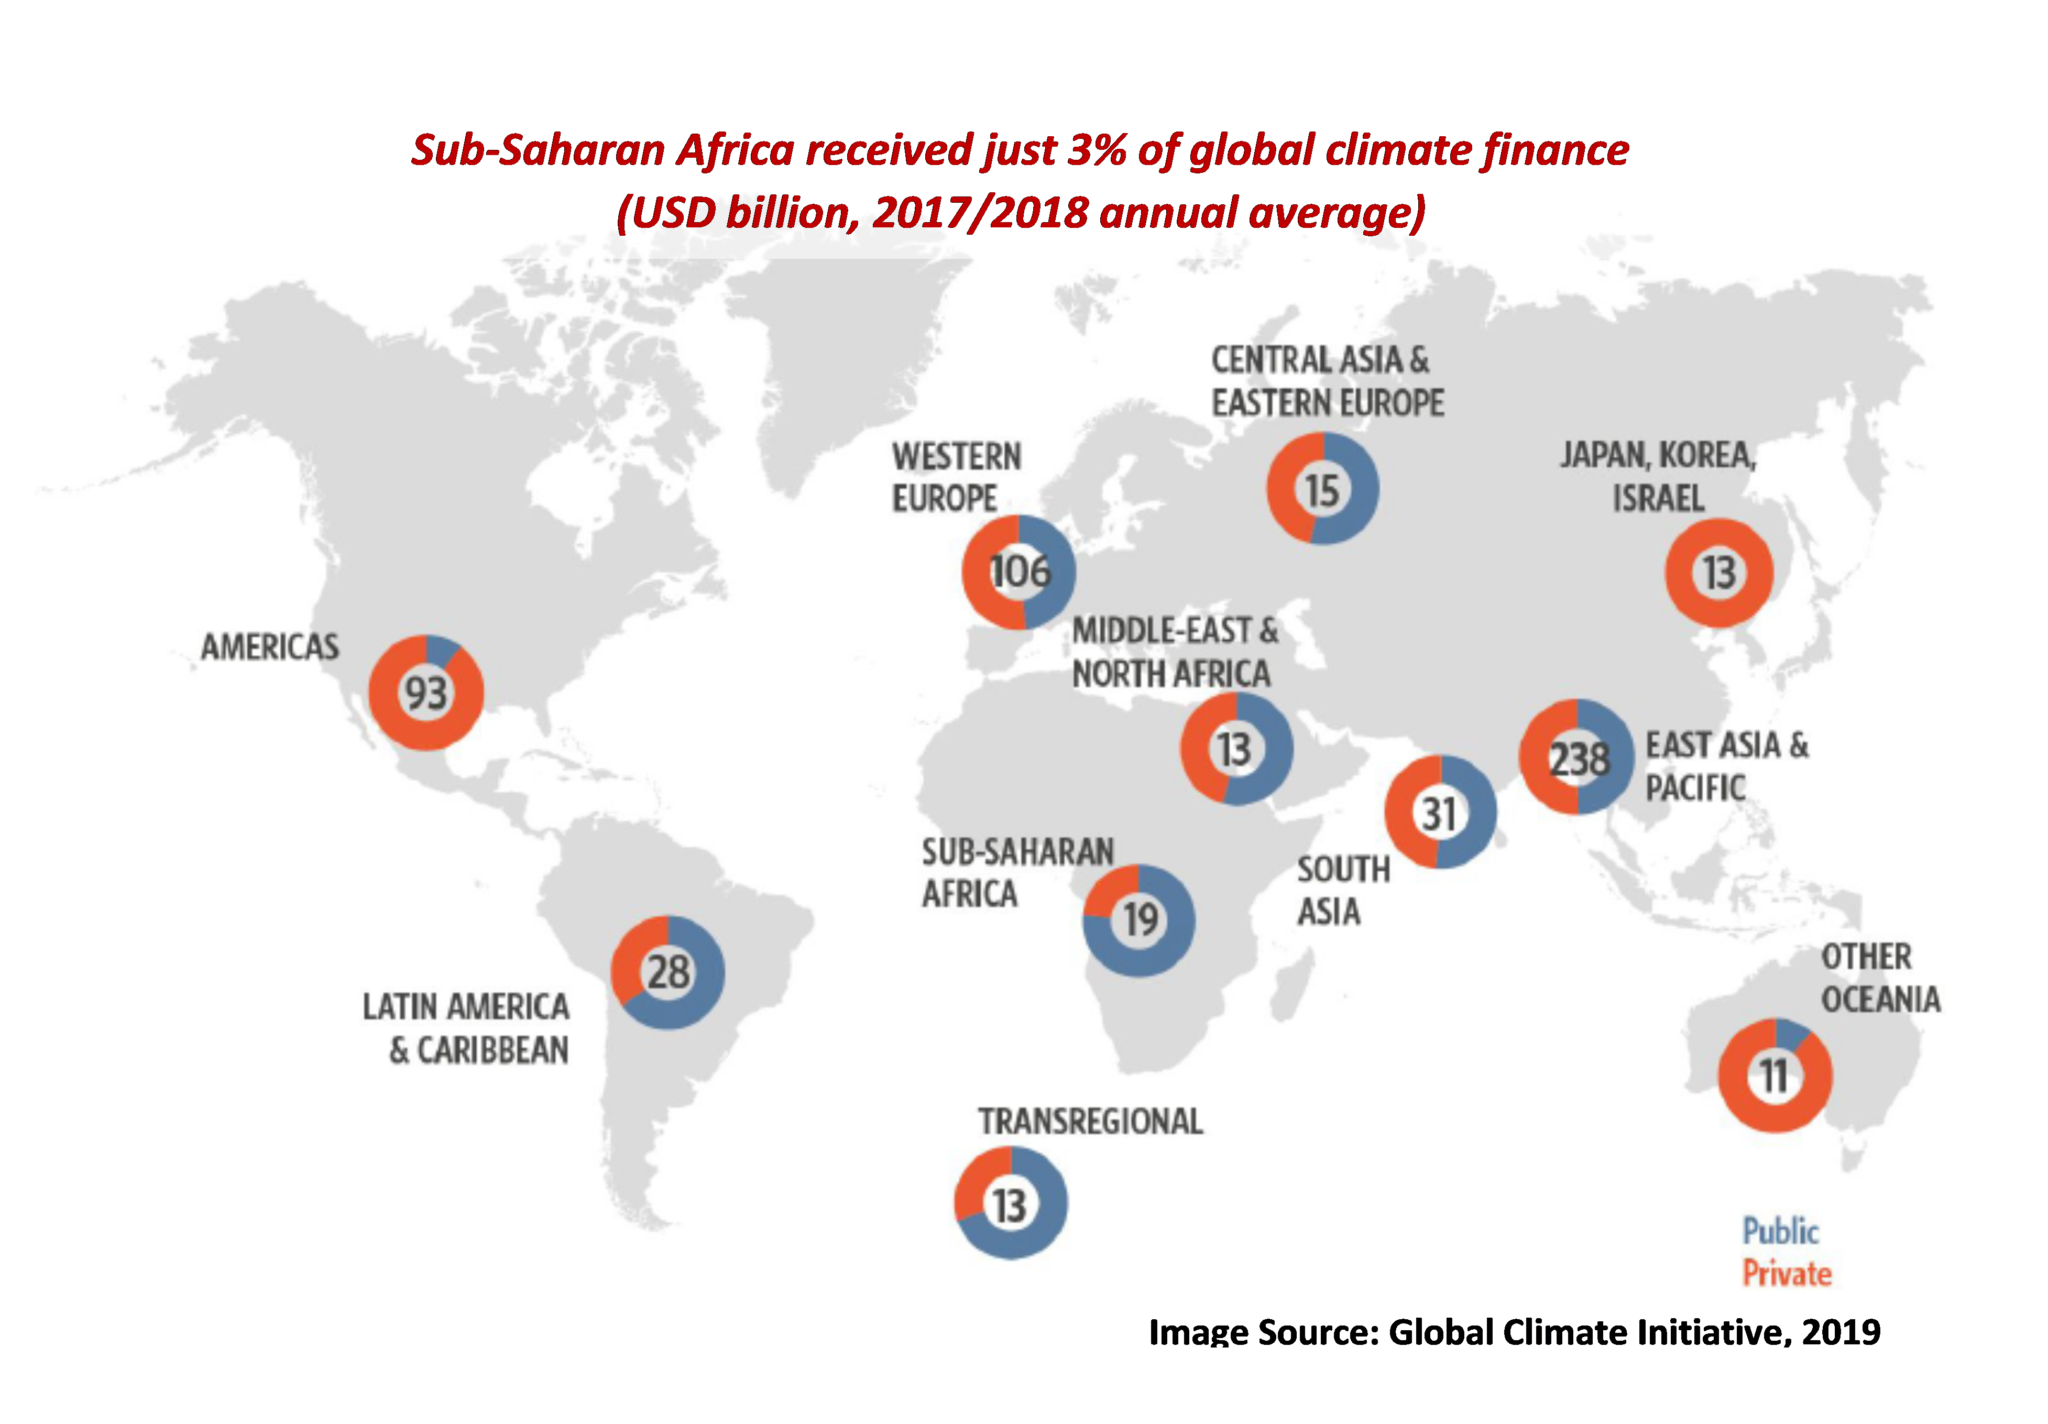 Sub-Saharan Africa received just 3% of global climate finance
(USD billion, 2017/2018 annual average)
CENTRAL ASIA &
EASTERN EUROPE
15
WESTERN
EUROPE
106
JAPAN, KOREA,
ISRAEL
13
AMERICAS
93
MIDDLE-EAST &
NORTH AFRICA
13
238
EAST ASIA &
PACIFIC
31
SOUTH
ASIA
SUB-SAHARAN
AFRICA
19
28
LATIN AMERICA
& CARIBBEAN
OTHER
OCEANIA
11
TRANSREGIONAL
13
Public
Private
Image Source: Global Climate Initiative, 2019